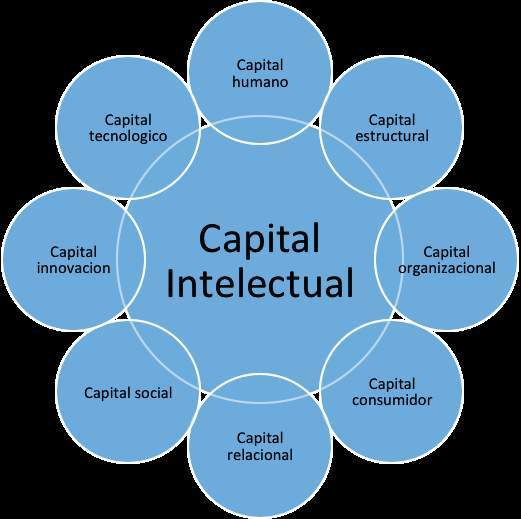 Capital
humano
Capital
estructural
Capital
organizacional
Capital
consumidor
Capital
relacional
Capital social
Capital
innovacion
Capital
tecnologico
Capital
Intelectual